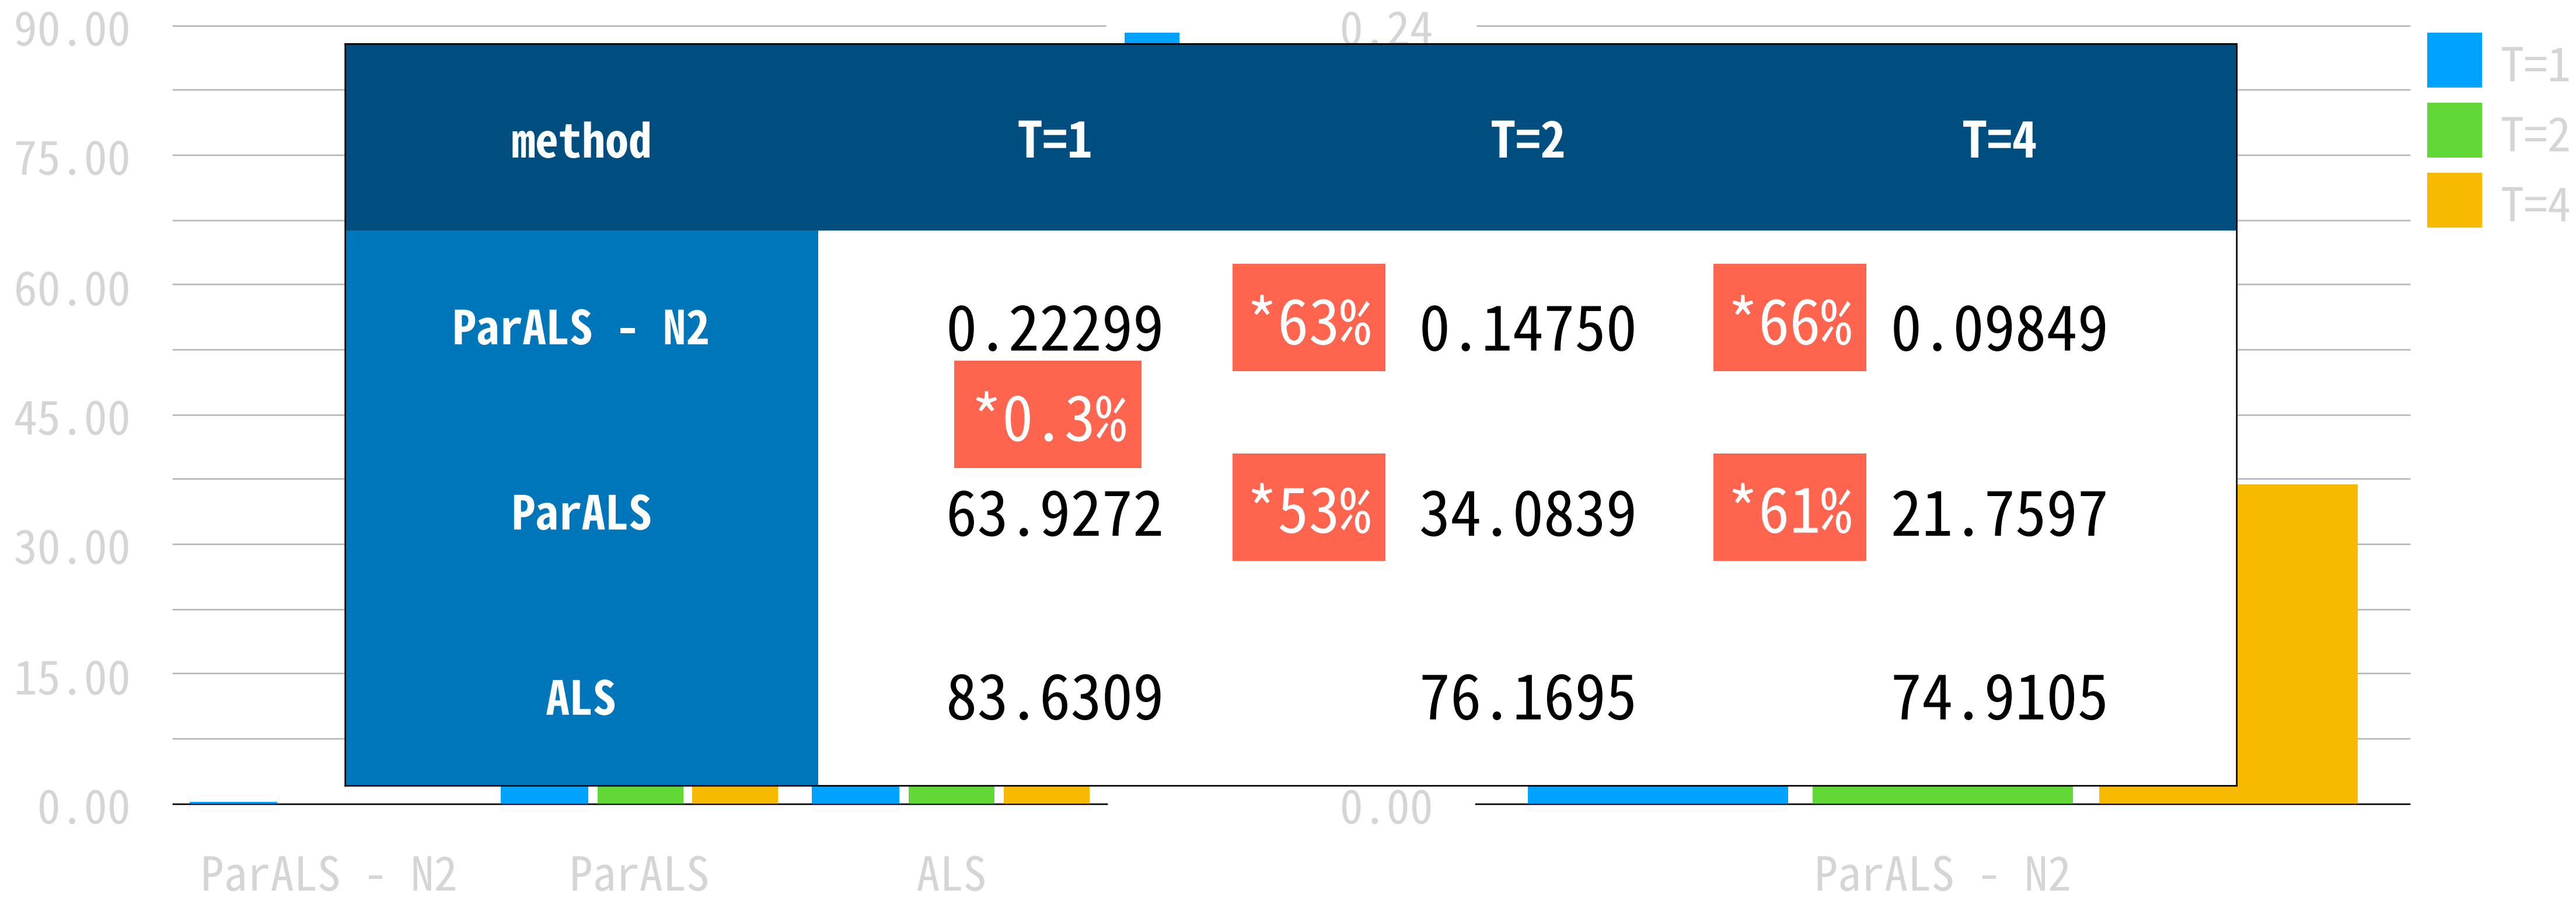 90.00
75.00
60.00
45.00
30.00
15.00
0.00
ParALS - N2 ParALS ALS
0.24
0.00
ParALS - N2
T=1
T=2
T=4
method T=1 T=2 T=4
ParALS - N2 0.22299 *63% 0.14750 *66% 0.09849
*0.3%
ParALS 63.9272 *53% 34.0839 *61% 21.7597
ALS 83.6309 76.1695 74.9105